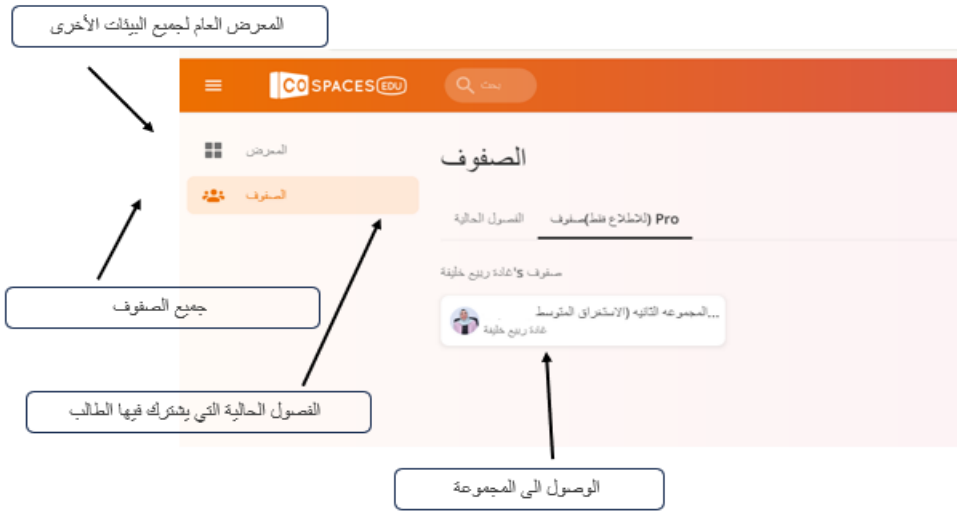 المعرض العام لجميع البيئات الأخرى
CO SPACES EDU
بحث
المعرض
الصفوف
الصفوف
Pro (للاطلاع فقط)صفوف
الفصول الحالية
صفوف s'غادة ربيع خليفة
...المجموعه الثانيه (الاستغراق المتوسط
غادة ربيع خليفة
جميع الصفوف
الفصول الحالية التي يشترك فيها الطالب
الوصول الى المجموعة